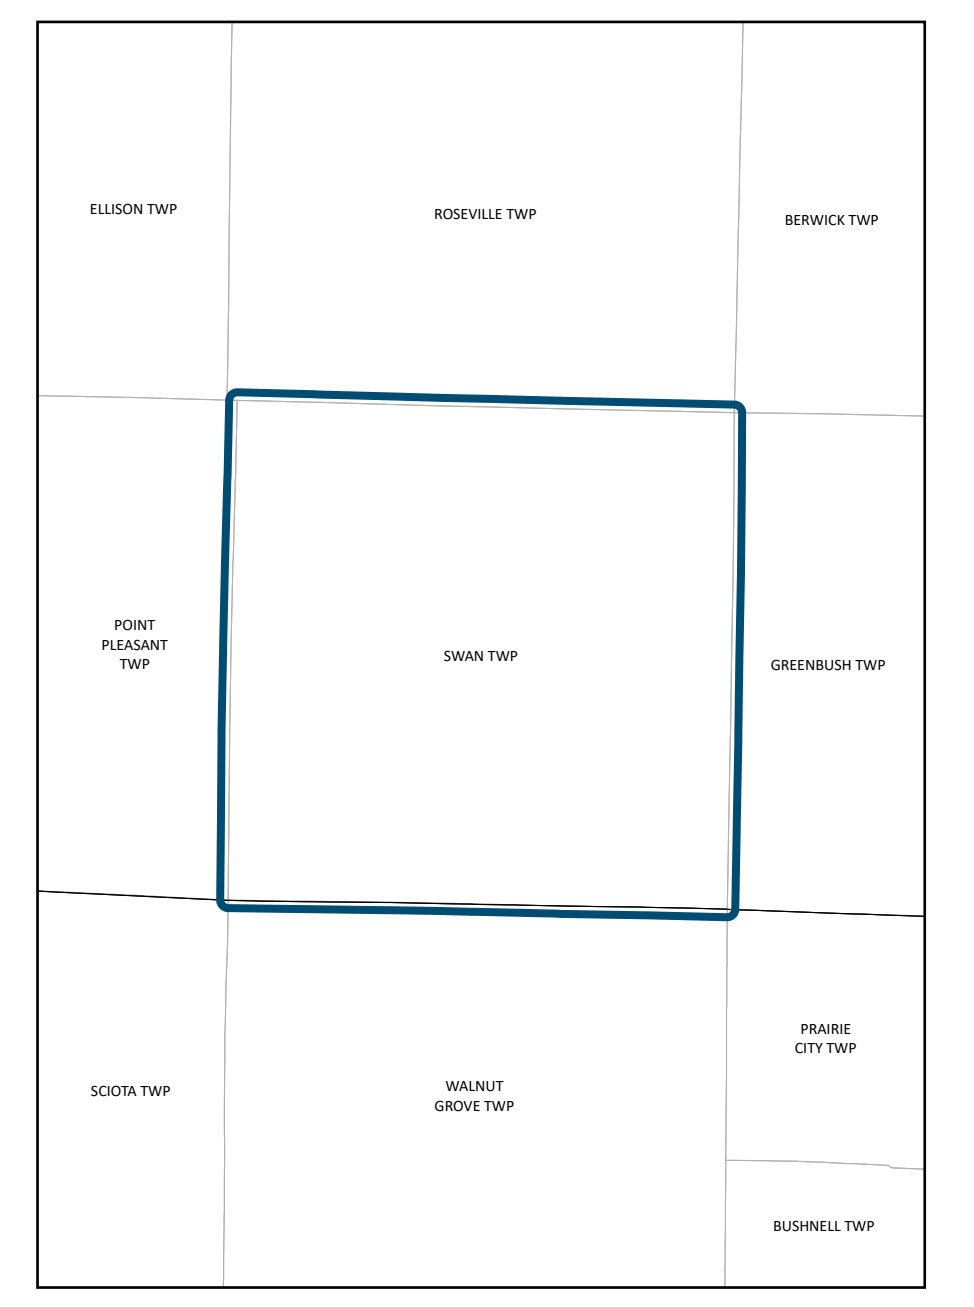 ELLISON TWP
ROSEVILLE TWP
BERWICK TWP
POINT
PLEASANT
TWP
SWAN TWP
GREENBUSH TWP
SCIOTA TWP
WALNUT
GROVE TWP
PRAIRIE
CITY TWP
BUSHNELL TWP